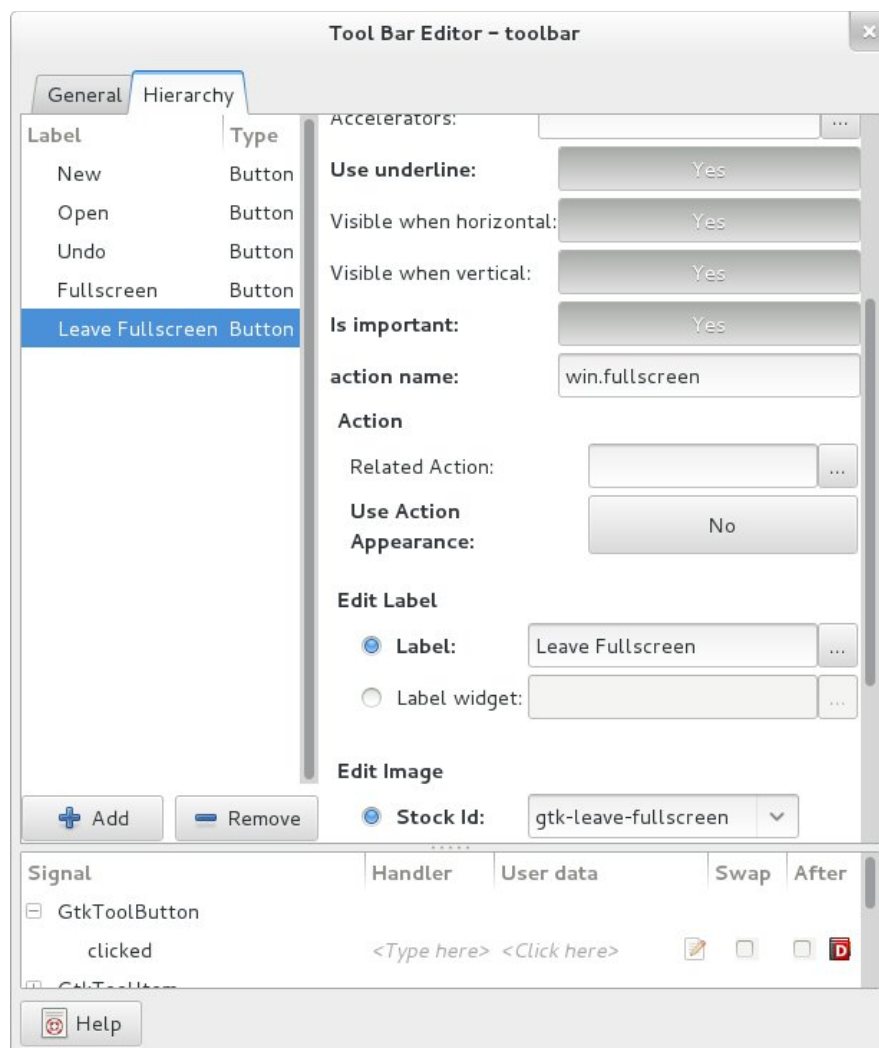 Tool Bar Editor – toolbar
General Hierarchy
Label Type
New Button
Open Button
Undo Button
Fullscreen Button
Leave Fullscreen Button
Add Remove
Accelerators: ...
Use underline: Yes
Visible when horizontal: Yes
Visible when vertical: Yes
Is important: Yes
action name: win.fullscreen
Action
Related Action: ...
Use Action
Appearance: No
Edit Label
Label: Leave Fullscreen ...
Label widget: ...
Edit Image
Stock Id: gtk-leave-fullscreen
Signal Handler User data Swap After
GtkToolButton
clicked <Type here> <Click here> D
GtkToolItem
Help